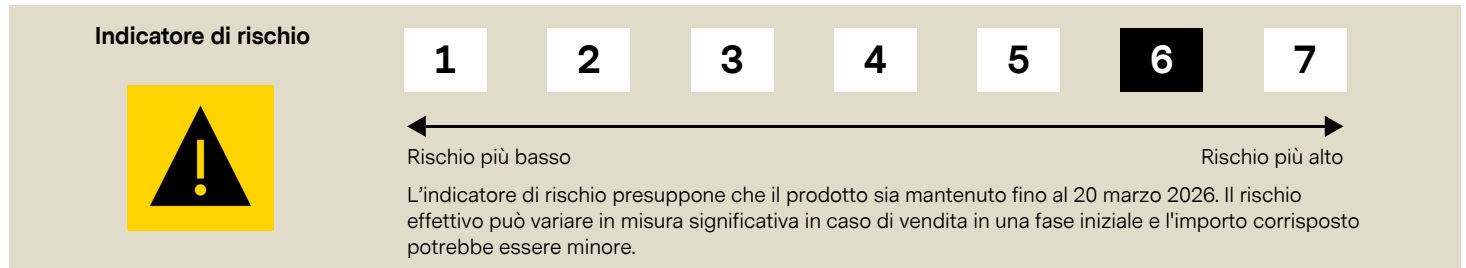 Indicatore di rischio
1 2 3 4 5 6 7
Rischio più basso Rischio più alto
L'indicatore di rischio presuppone che il prodotto sia mantenuto fino al 20 marzo 2026. Il rischio
effettivo può variare in misura significativa in caso di vendita in una fase iniziale e l'importo corrisposto
potrebbe essere minore.